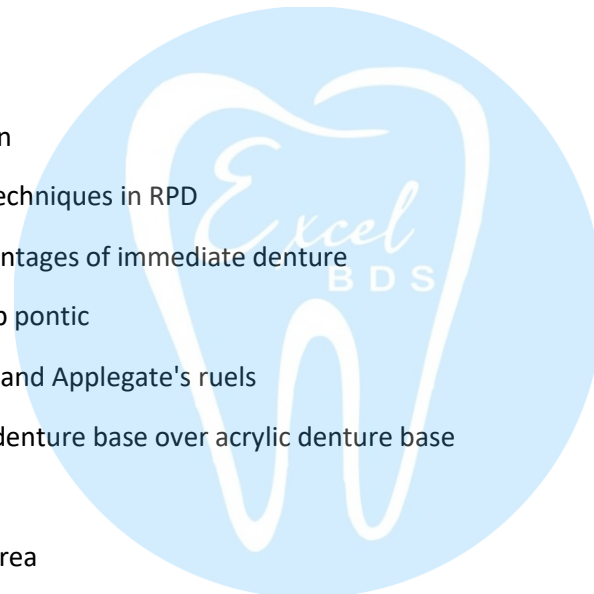 n
echniques in RPD
ntages of immediate denture
o pontic
and Applegate's ruels
denture base over acrylic denture base
rea
Excel
BDS